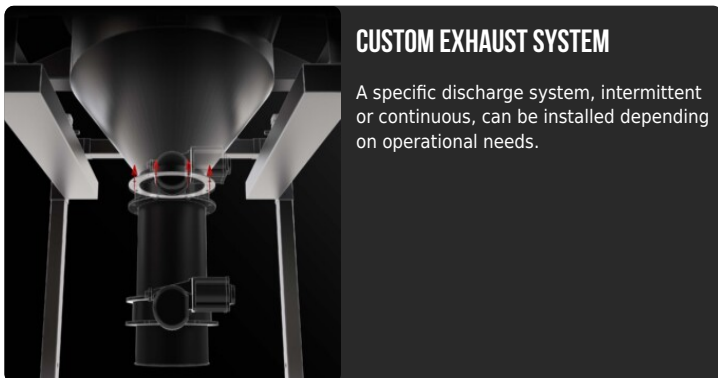 CUSTOM EXHAUST SYSTEM
A specific discharge system, intermittent
or continuous, can be installed depending
on operational needs.